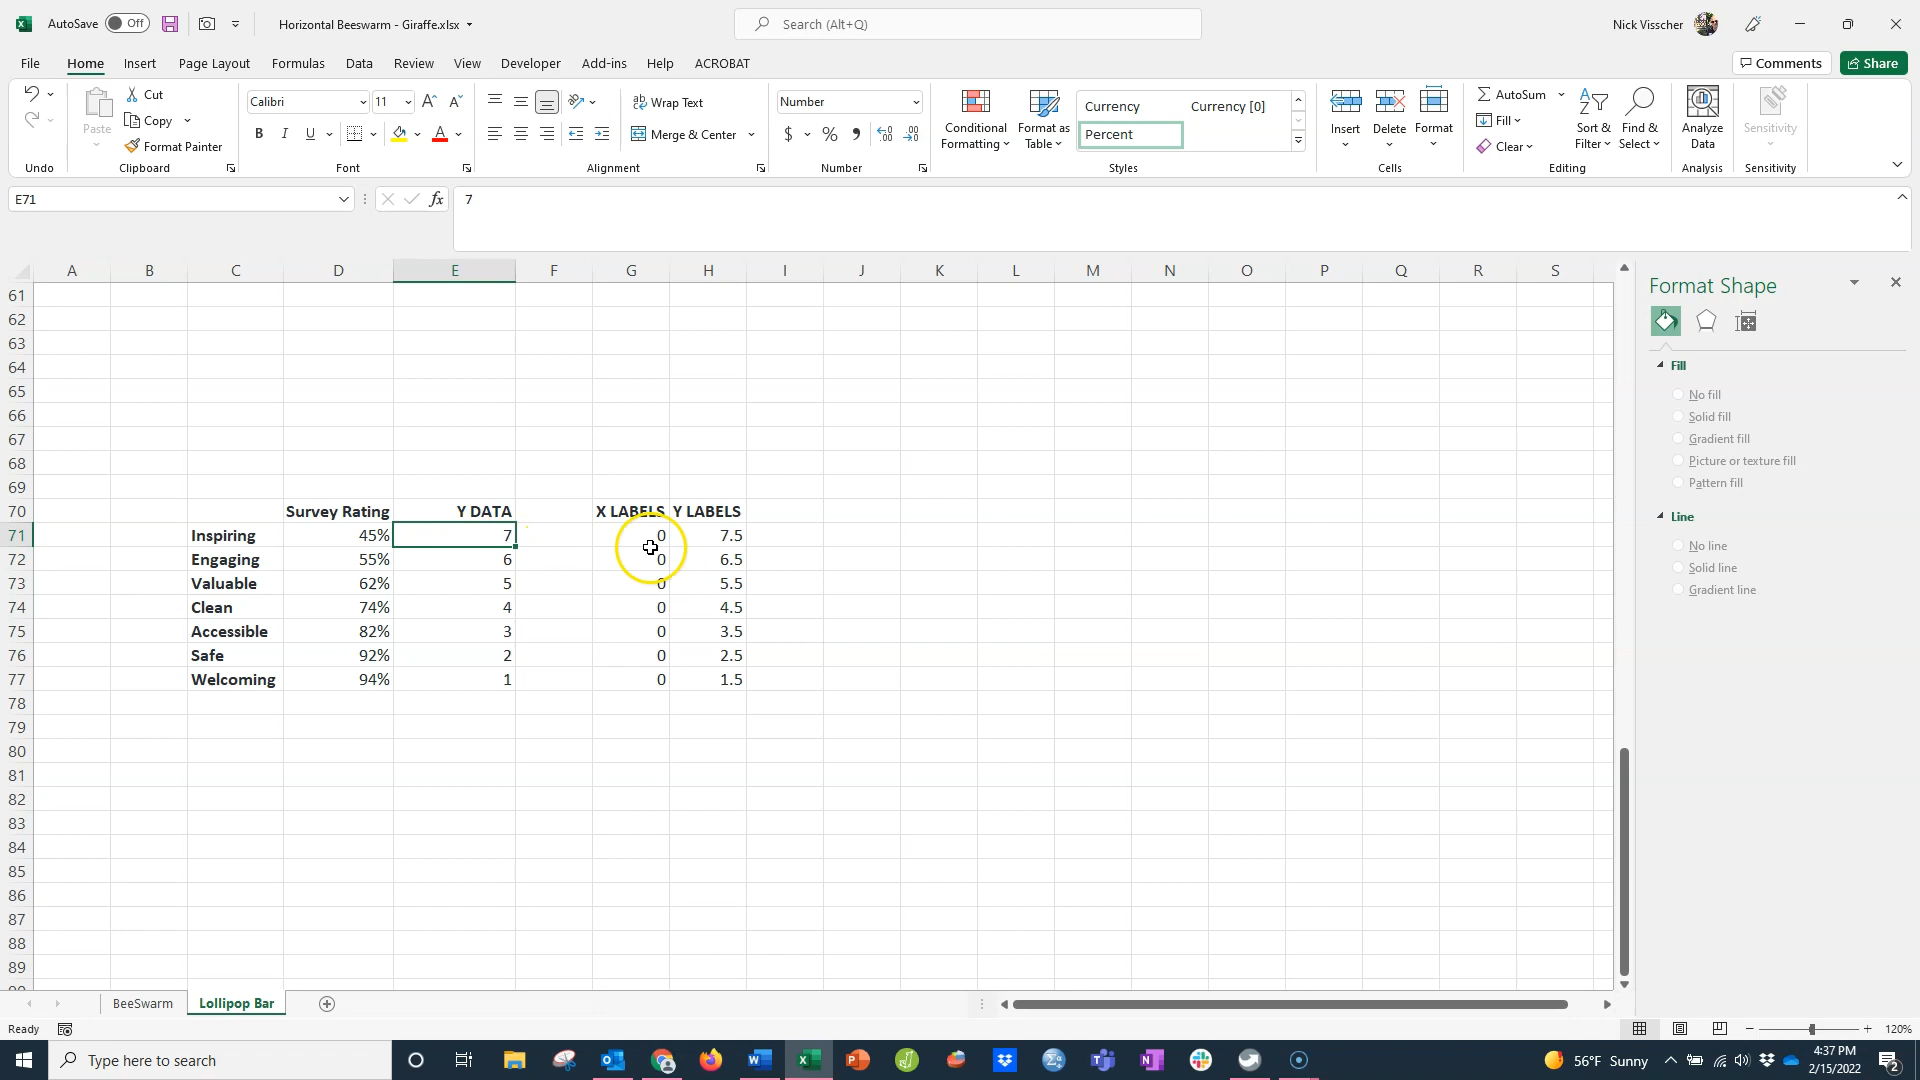 AutoSave Off Horizontal Beeswarm - Giraffe.xlsx Search (Alt+Q) Nick Visscher
File Home Insert Page Layout Formulas Data Review View Developer Add-ins Help ACROBAT Comments Share
Cut Calibri 11 Wrap Text Number Currency Currency [0] AutoSum
Paste Copy Conditional Formatting Format as Table Insert Delete Format Fill Sort & Filter Find & Select Analyze Data Sensitivity
Format Painter B I U Merge & Center $ % Percent Clear
Undo Clipboard Font Alignment Number Styles Cells Editing Analysis Sensitivity
E71 fx 7
A B C D E F G H I J K L M N O P Q R S
61
62
63
64
65
66
67
68
69
70 Survey Rating Y DATA X LABELS Y LABELS
71 Inspiring 45% 7 0 7.5
72 Engaging 55% 6 0 6.5
73 Valuable 62% 5 0 5.5
74 Clean 74% 4 0 4.5
75 Accessible 82% 3 0 3.5
76 Safe 92% 2 0 2.5
77 Welcoming 94% 1 0 1.5
78
79
80
81
82
83
84
85
86
87
88
89
Format Shape
Fill
No fill
Solid fill
Gradient fill
Picture or texture fill
Pattern fill
Line
No line
Solid line
Gradient line
BeeSwarm Lollipop Bar
Ready 120%
Type here to search 56°F Sunny 4:37 PM
2/15/2022 2